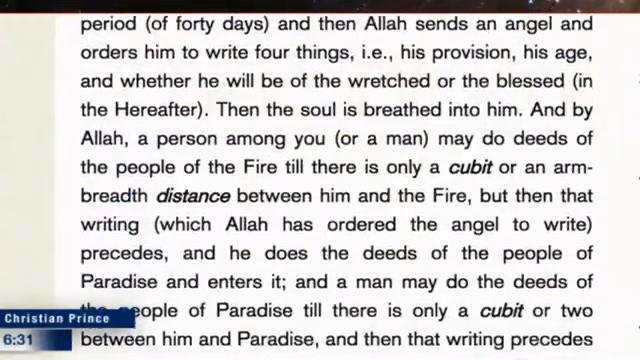 period (of forty days) and then Allah sends an angel and
orders him to write four things, i.e., his provision, his age,
and whether he will be of the wretched or the blessed (in
the Hereafter). Then the soul is breathed into him. And by
Allah, a person among you (or a man) may do deeds of
the people of the Fire till there is only a cubit or an arm-
breadth distance between him and the Fire, but then that
writing (which Allah has ordered the angel to write)
precedes, and he does the deeds of the people of
Paradise and enters it; and a man may do the deeds of
the people of Paradise till there is only a cubit or two
between him and Paradise, and then that writing precedes
Christian Prince
6:31